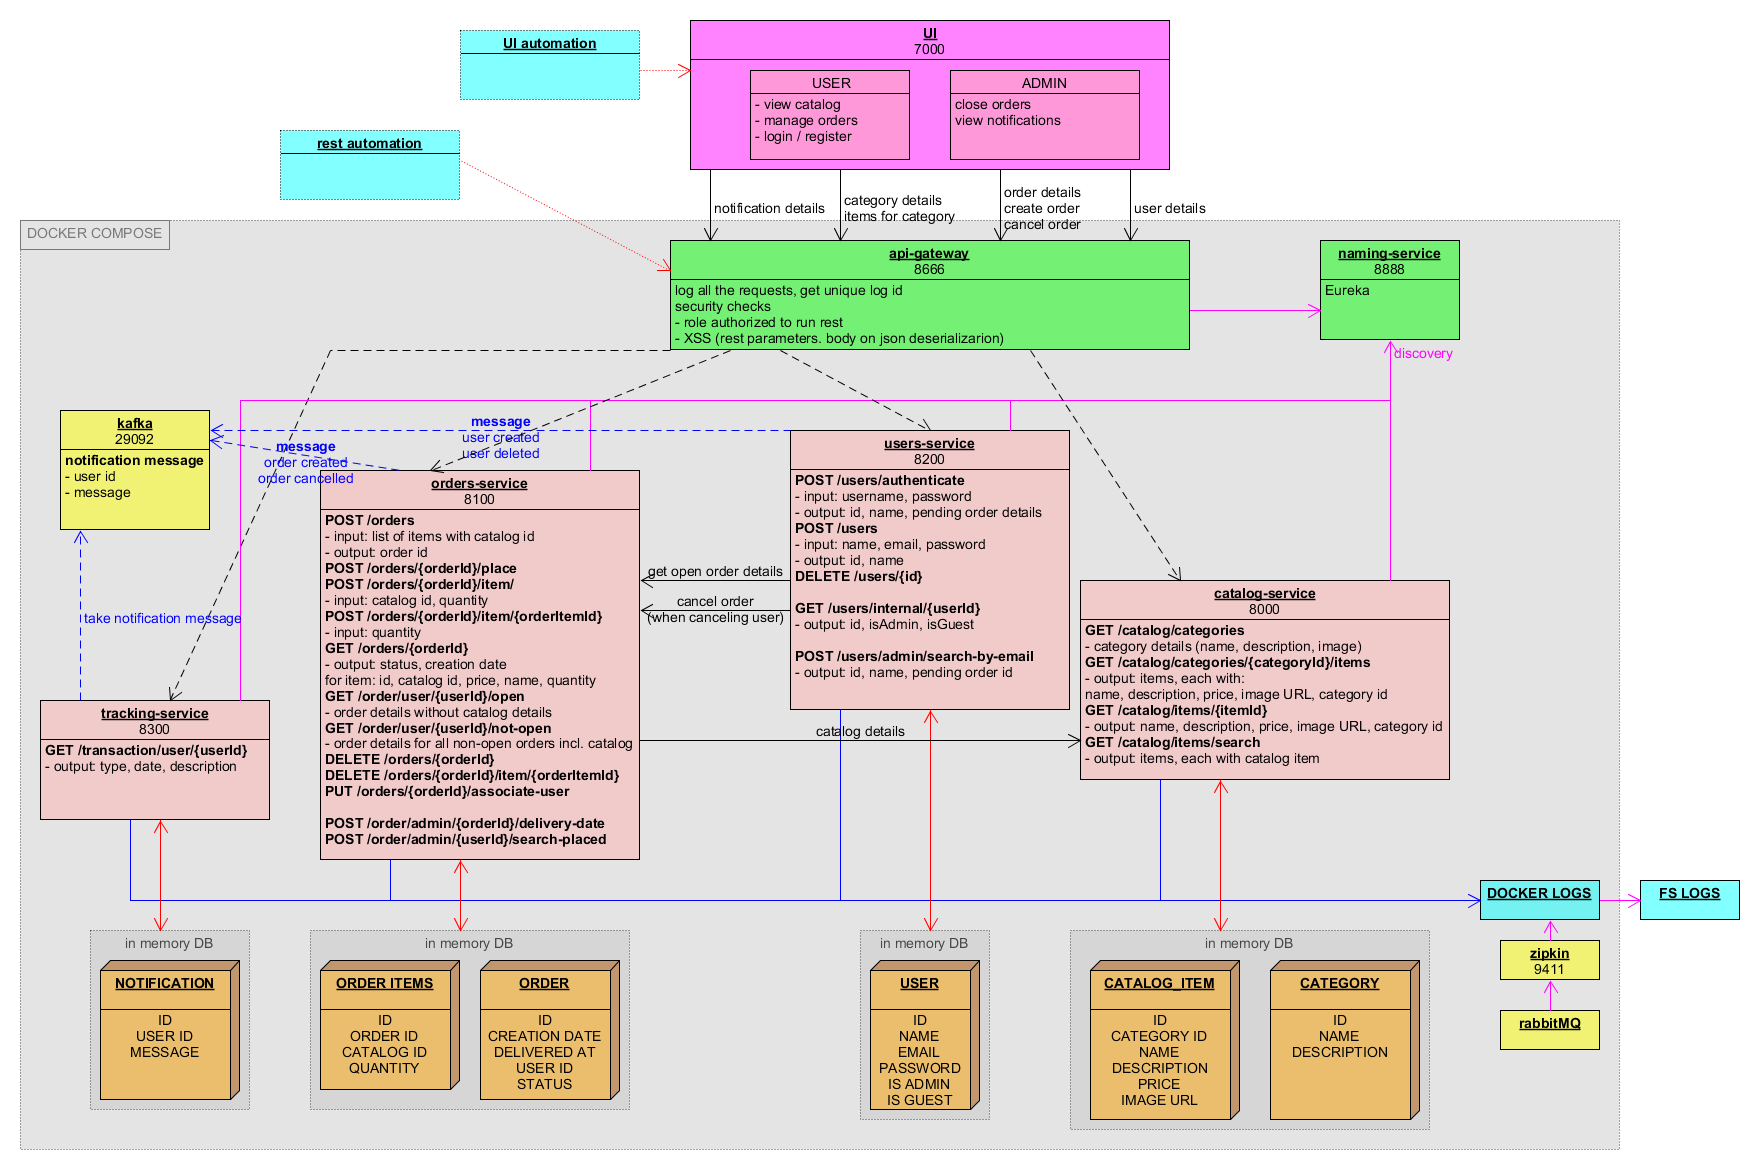 UI automation
UI
7000
USER
- view catalog
- manage orders
- login / register
ADMIN
close orders
view notifications
rest automation
notification details
category details
items for category
order details
create order
cancel order
user details
DOCKER COMPOSE
api-gateway
8666
log all the requests, get unique log id
security checks
- role authorized to run rest
- XSS (rest parameters. body on json deserializarion)
naming-service
8888
Eureka
discovery
kafka
29092
notification message
- user id
- message
message
order created
order cancelled
message
user created
user deleted
take notification message
orders-service
8100
POST /orders
- input: list of items with catalog id
- output: order id
POST /orders/{orderId}/place
POST /orders/{orderId}/item/
- input: catalog id, quantity
POST /orders/{orderId}/item/{orderItemId}
- input: quantity
GET /orders/{orderId}
- output: status, creation date
for item: id, catalog id, price, name, quantity
GET /order/user/{userId}/open
- order details without catalog details
GET /order/user/{userId}/not-open
- order details for all non-open orders incl. catalog
DELETE /orders/{orderId}
DELETE /orders/{orderId}/item/{orderItemId}
PUT /orders/{orderId}/associate-user
POST /order/admin/{orderId}/delivery-date
POST /order/admin/{userId}/search-placed
get open order details
cancel order
(when canceling user)
catalog details
users-service
8200
POST /users/authenticate
- input: username, password
- output: id, name, pending order details
POST /users
- input: name, email, password
- output: id, name
DELETE /users/{id}
GET /users/internal/{userId}
- output: id, isAdmin, isGuest
POST /users/admin/search-by-email
- output: id, name, pending order id
catalog-service
8000
GET /catalog/categories
- category details (name, description, image)
GET /catalog/categories/{categoryId}/items
- output: items, each with:
name, description, price, image URL, category id
GET /catalog/items/{itemId}
- output: name, description, price, image URL, category id
GET /catalog/items/search
- output: items, each with catalog item
tracking-service
8300
GET /transaction/user/{userId}
- output: type, date, description
DOCKER LOGS
FS LOGS
zipkin
9411
rabbitMQ
in memory DB
NOTIFICATION
ID
USER ID
MESSAGE
in memory DB
ORDER ITEMS
ID
ORDER ID
CATALOG ID
QUANTITY
ORDER
ID
CREATION DATE
DELIVERED AT
USER ID
STATUS
in memory DB
USER
ID
NAME
EMAIL
PASSWORD
IS ADMIN
IS GUEST
in memory DB
CATALOG_ITEM
ID
CATEGORY ID
NAME
DESCRIPTION
PRICE
IMAGE URL
CATEGORY
ID
NAME
DESCRIPTION